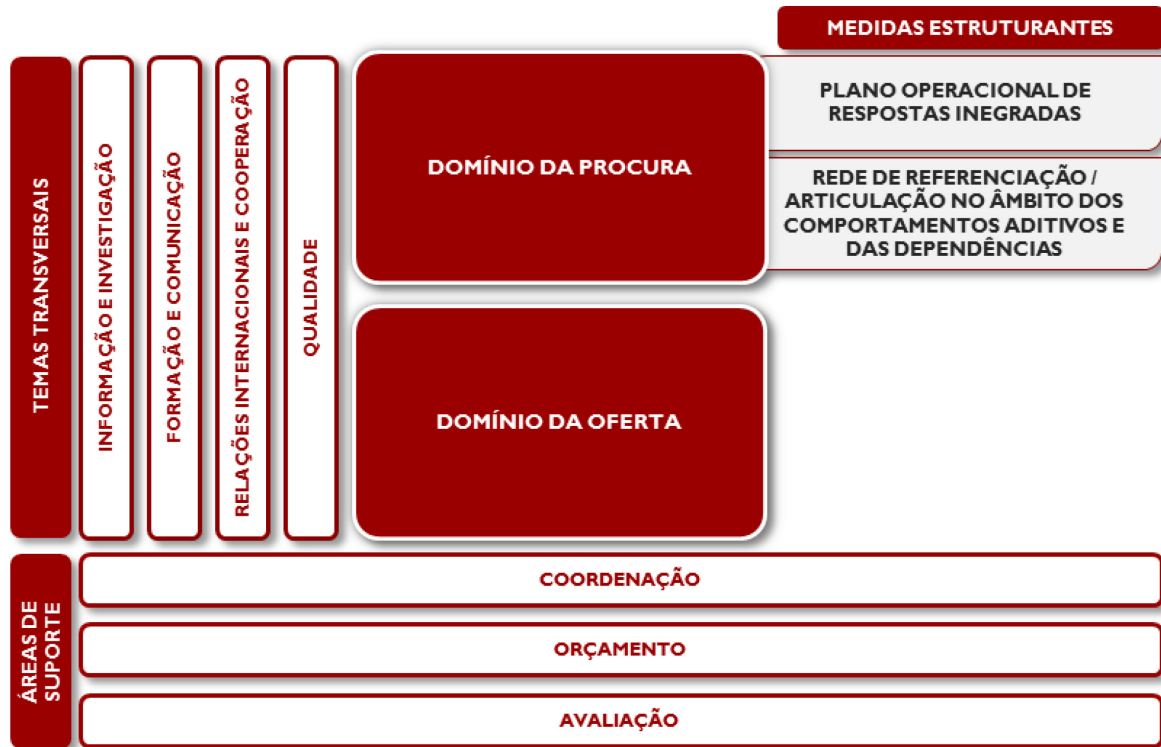 MEDIDAS ESTRUTURANTES
TEMAS TRANSVERSAIS
INFORMAÇÃO E INVESTIGAÇÃO
FORMAÇÃO E COMUNICAÇÃO
RELAÇÕES INTERNACIONAIS E COOPERAÇÃO
QUALIDADE
DOMÍNIO DA PROCURA
PLANO OPERACIONAL DE
RESPOSTAS INEGRADAS
REDE DE REFERENCIAÇÃO /
ARTICULAÇÃO NO ÂMBITO DOS
COMPORTAMENTOS ADITIVOS E
DAS DEPENDÊNCIAS
DOMÍNIO DA OFERTA
ÁREAS DE
SUPORTE
COORDENAÇÃO
ORÇAMENTO
AVALIAÇÃO